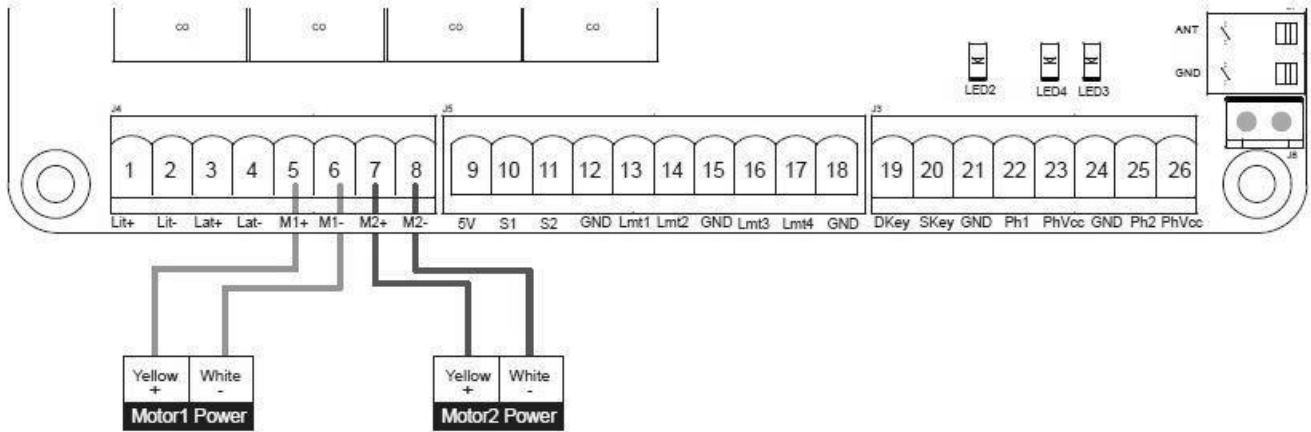 CO CO CO CO
ANT
GND
LED2 LED4 LED3
J4 J5 J3
J8
1 2 3 4 5 6 7 8 9 10 11 12 13 14 15 16 17 18 19 20 21 22 23 24 25 26
Lit+ Lit- Lat+ Lat- M1+ M1- M2+ M2- 5V S1 S2 GND Lmt1 Lmt2 GND Lmt3 Lmt4 GND DKey SKey GND Ph1 PhVcc GND Ph2 PhVcc
Yellow White Yellow White
+ - + -
Motor1 Power Motor2 Power